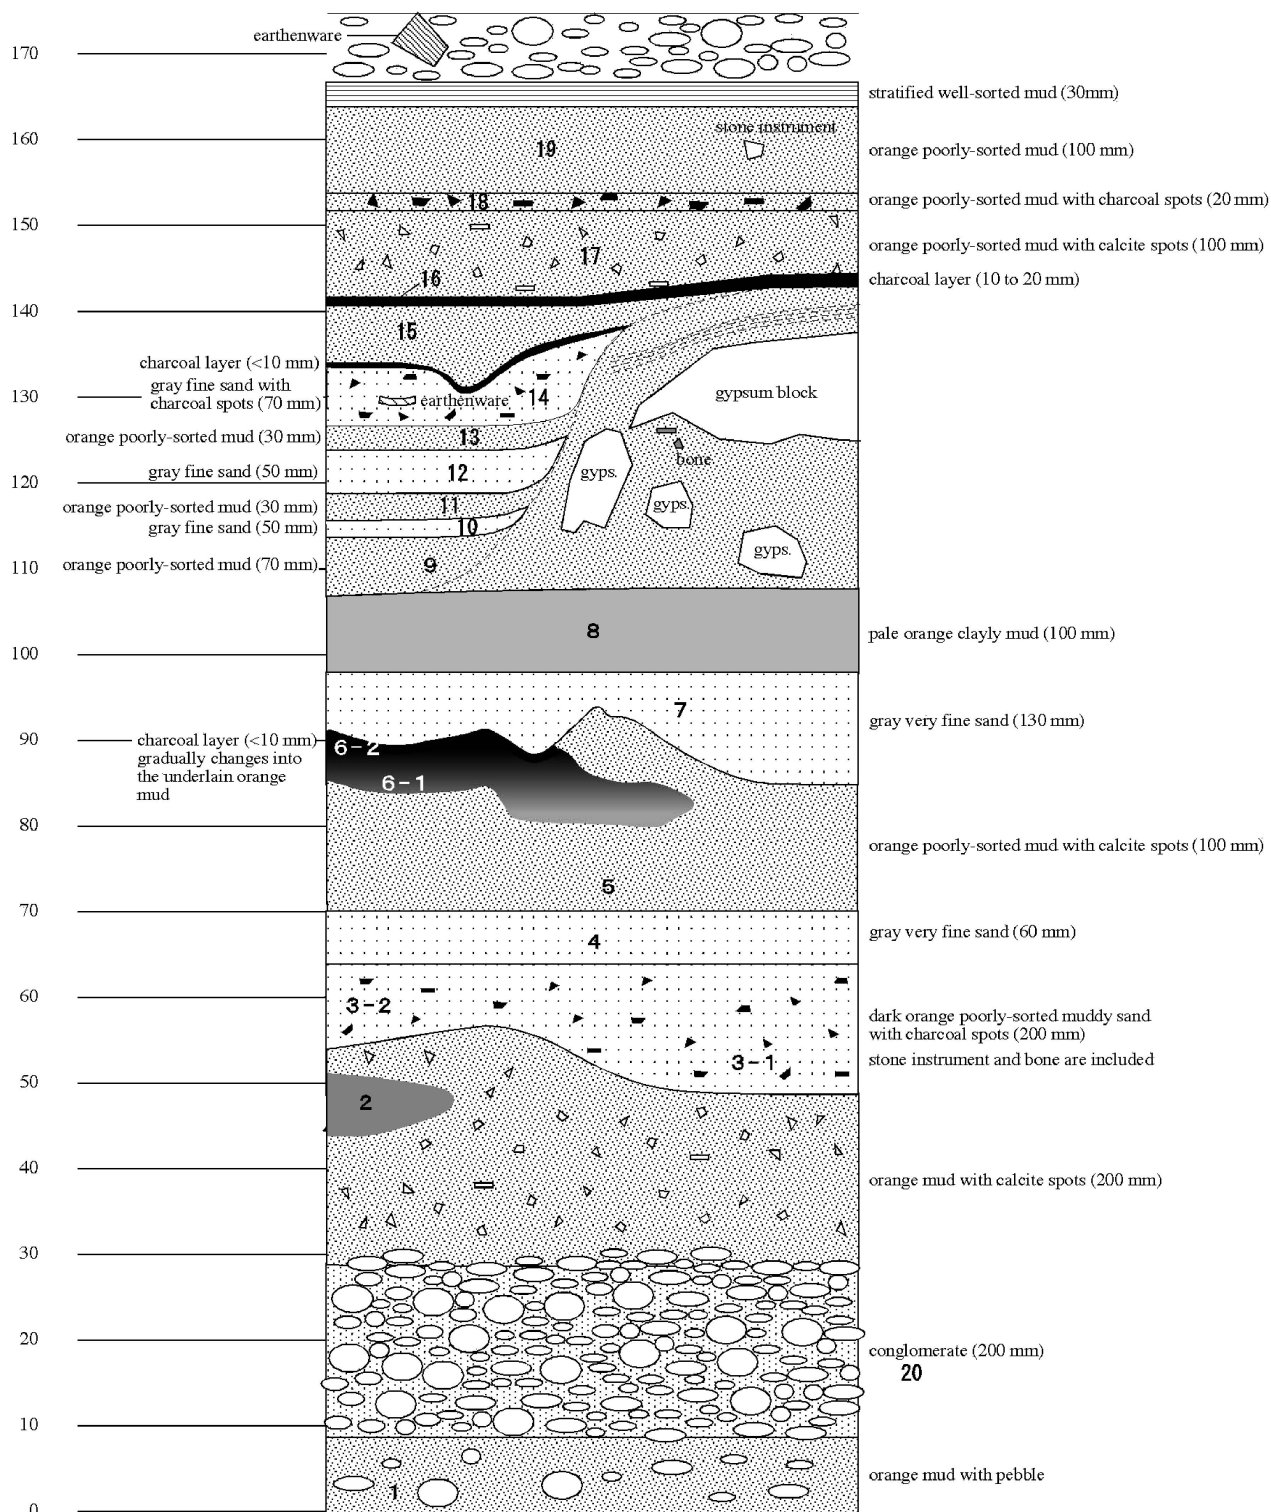 earthenware
170
stratified well-sorted mud (30mm)
160
stone instrument
19
orange poorly-sorted mud (100 mm)
18
orange poorly-sorted mud with charcoal spots (20 mm)
150
17
orange poorly-sorted mud with calcite spots (100 mm)
16
charcoal layer (10 to 20 mm)
140
15
charcoal layer (<10 mm)
gray fine sand with
charcoal spots (70 mm)
130
earthenware
14
gypsum block
orange poorly-sorted mud (30 mm)
13
bone
gray fine sand (50 mm)
12
gyps.
120
orange poorly-sorted mud (30 mm)
11
gyps.
gray fine sand (50 mm)
10
gyps.
110
orange poorly-sorted mud (70 mm)
9
8
pale orange clayly mud (100 mm)
100
7
gray very fine sand (130 mm)
90
charcoal layer (<10 mm)
gradually changes into
the underlain orange
mud
6-2
6-1
80
orange poorly-sorted mud with calcite spots (100 mm)
5
70
4
gray very fine sand (60 mm)
60
3-2
dark orange poorly-sorted muddy sand
with charcoal spots (200 mm)
3-1
stone instrument and bone are included
50
2
40
orange mud with calcite spots (200 mm)
30
20
conglomerate (200 mm)
20
10
orange mud with pebble
1
0